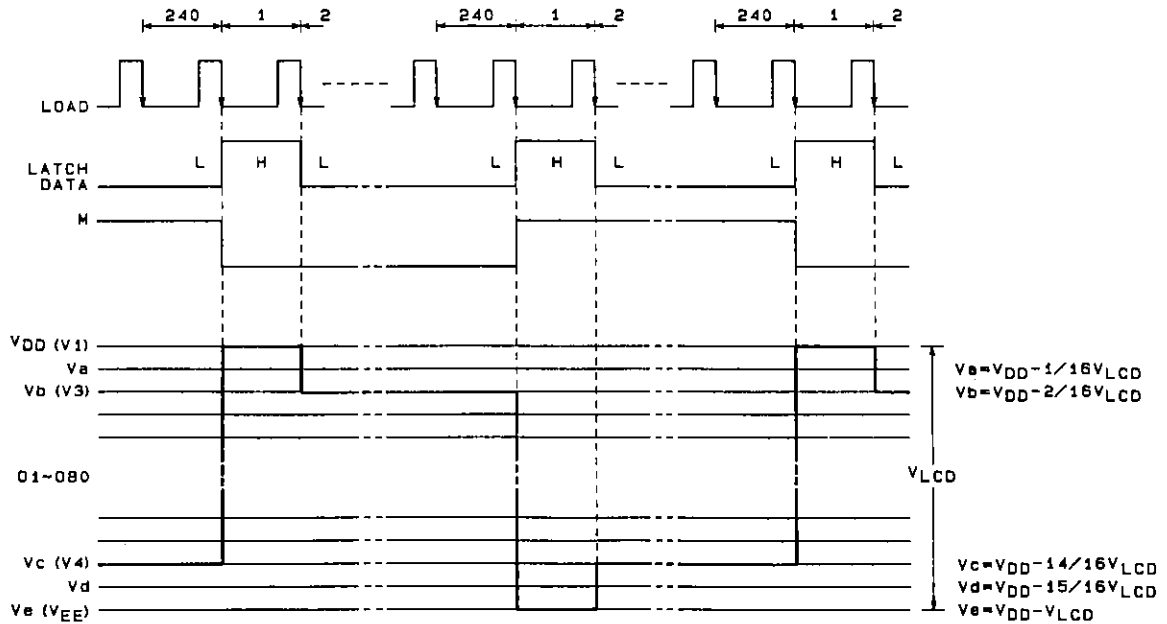 240 1 2 240 1 2 240 1 2
LOAD
LATCH DATA L H L L H L L H L
M
VDD (V1)
Va Va=VDD-1/16VLCD
Vb (V3) Vb=VDD-2/16VLCD
O1~O80 VLCD
Vc (V4) Vc=VDD-14/16VLCD
Vd Vd=VDD-15/16VLCD
Ve (VEE) Ve=VDD-VLCD